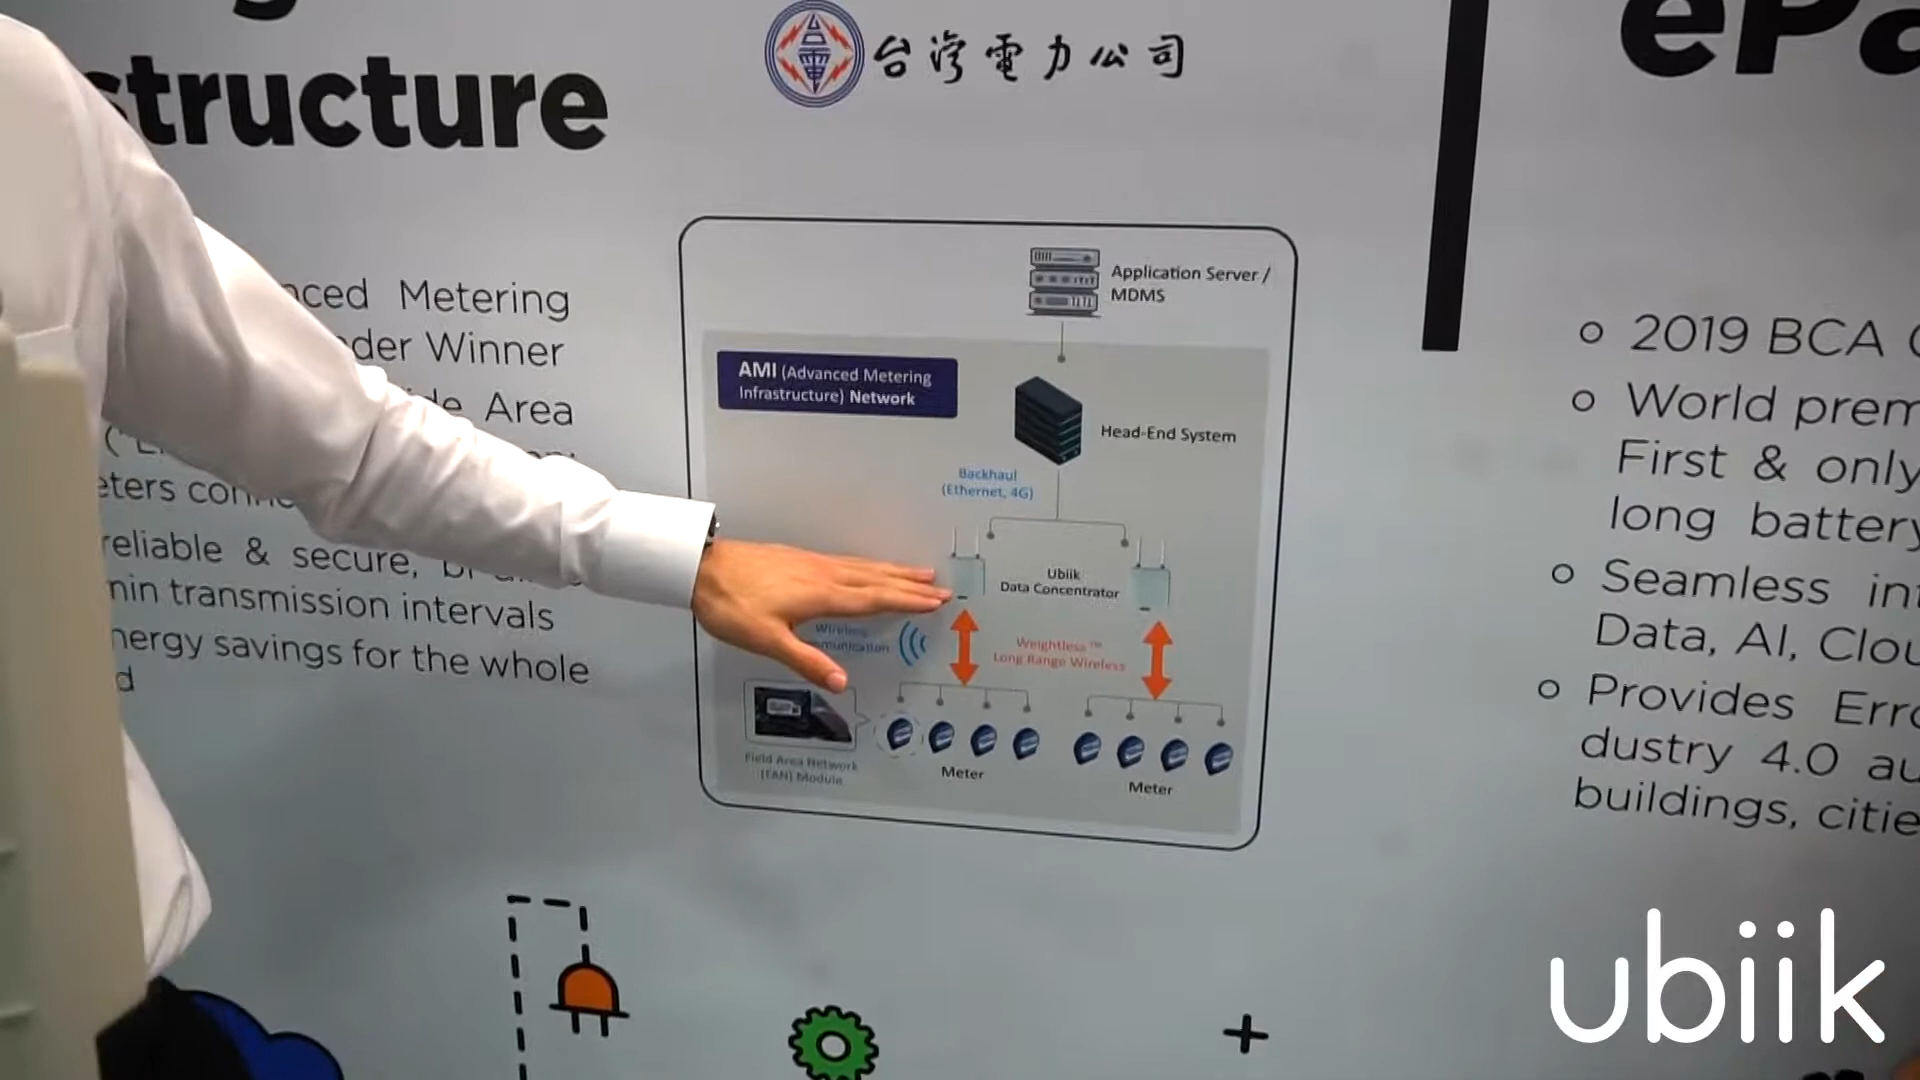 structure
台灣電力公司
Metering
der Winner
Area
eters
reliable & secure,
min transmission intervals
nergy savings for the whole
d
Application Server /
MDMS
AMI (Advanced Metering
Infrastructure) Network
Head-End System
Backhaul
(Ethernet, 4G)
Ubiik
Data Concentrator
Wireless
Weightless™
Long Range Wireless
Field Area Network
(FAN) Module
Meter
Meter
ePa
2019 BCA
World prem
First & only
long battery
Seamless int
Data, AI, Clou
Provides Erro
dustry 4.0 au
buildings, citie
ubiik